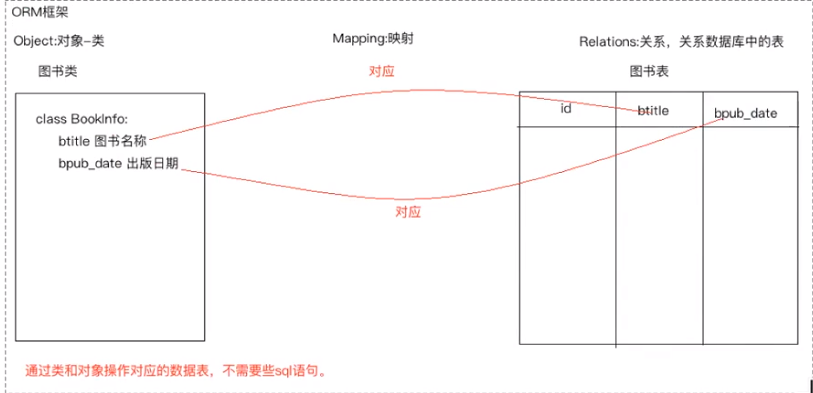 ORM框架
Object:对象-类
Mapping:映射
Relations:关系，关系数据库中的表
图书类
对应
图书表
class BookInfo:
btitle 图书名称
bpub_date 出版日期
id
btitle
bpub_date
对应
通过类和对象操作对应的数据表，不需要些sql语句。